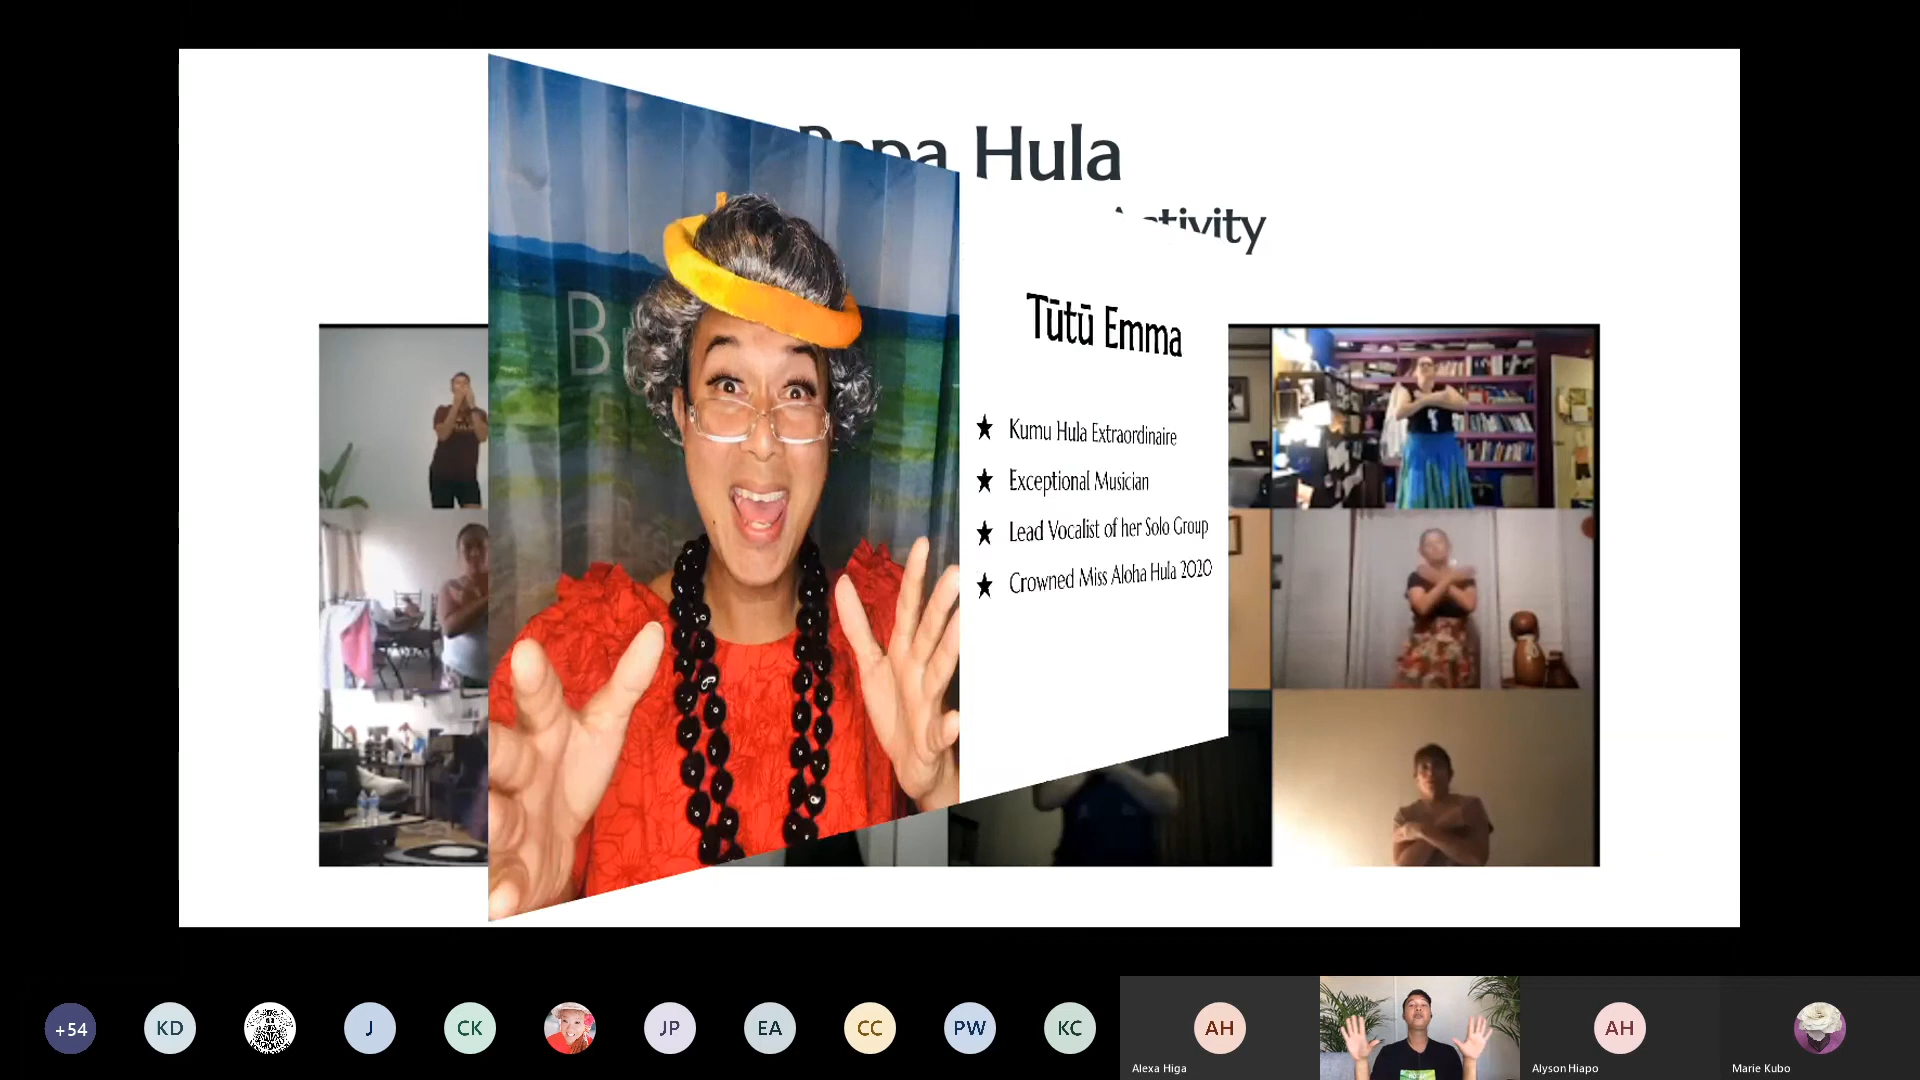 Hula
Tūtū Emma
★ Kumu Hula Extraordinaire
★ Exceptional Musician
★ Lead Vocalist of her Solo Group
★ Crowned Miss Aloha Hula 2020
+54
KD
J
CK
JP
EA
CC
PW
KC
AH
AH
Alexa Higa
Alyson Hiapo
Marie Kubo